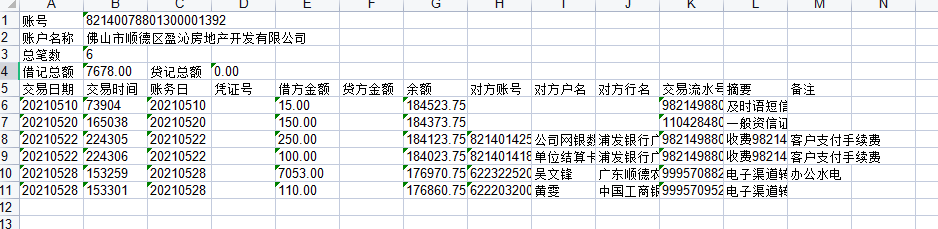 A B C D E F G H I J K L M N
1 账号 82140078801300001392
2 账户名称 佛山市顺德区盈沁房地产开发有限公司
3 总笔数 6
4 借记总额 7678.00 贷记总额 0.00
5 交易日期 交易时间 账务日 凭证号 借方金额 贷方金额 余额 对方账号 对方户名 对方行名 交易流水号 摘要 备注
6 20210510 73904 20210510 15.00 184523.75 982149880 及时语短信
7 20210520 165038 20210520 150.00 184373.75 110428480 一般资信证
8 20210522 224305 20210522 250.00 184123.75 821401425 公司网银数 浦发银行广 982149880 收费98214 客户支付手续费
9 20210522 224306 20210522 100.00 184023.75 821401418 单位结算卡 浦发银行广 982149880 收费98214 客户支付手续费
10 20210528 153259 20210528 7053.00 176970.75 622322520 吴文锋 广东顺德农 999570882 电子渠道转 办公水电
11 20210528 153301 20210528 110.00 176860.75 622203200 黄雯 中国工商银 999570952 电子渠道转
12
13